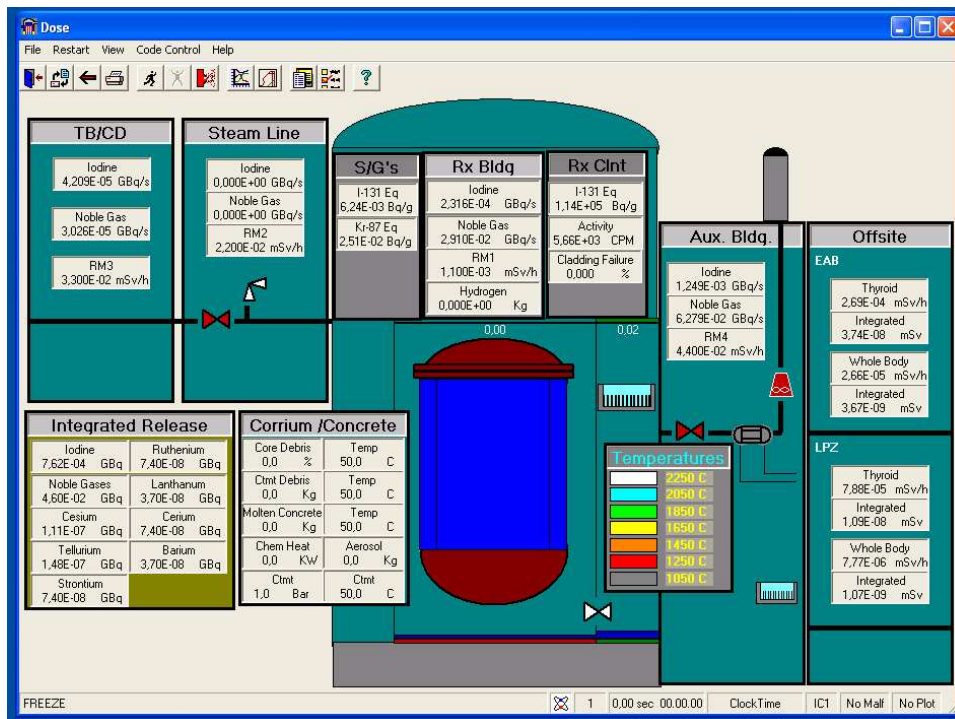 Dose
File Restart View Code Control Help
TB/CD
Iodine
4,209E-05 GBq/s
Noble Gas
3,026E-05 GBq/s
RM3
3,300E-02 mSv/h
Steam Line
Iodine
0,000E+00 GBq/s
Noble Gas
0,000E+00 GBq/s
RM2
2,200E-02 mSv/h
S/G's
I-131 Eq
6,24E-03 Bq/g
Kr-87 Eq
2,51E-02 Bq/g
Rx Bldg
Iodine
2,316E-04 GBq/s
Noble Gas
2,910E-02 GBq/s
RM1
1,100E-03 mSv/h
Hydrogen
0,000E+00 Kg
Rx Clnt
I-131 Eq
1,14E+05 Bq/g
Activity
5,66E+03 CPM
Cladding Failure
0,000 %
0,00 0,02
Aux. Bldg.
Iodine
1,249E-03 GBq/s
Noble Gas
6,279E-02 GBq/s
RM4
4,400E-02 mSv/h
Offsite
EAB
Thyroid
2,69E-04 mSv/h
Integrated
3,74E-08 mSv
Whole Body
2,66E-05 mSv/h
Integrated
3,67E-09 mSv
LPZ
Thyroid
7,88E-05 mSv/h
Integrated
1,09E-08 mSv
Whole Body
7,77E-06 mSv/h
Integrated
1,07E-09 mSv
Integrated Release
Iodine Ruthenium
7,62E-04 GBq 7,40E-08 GBq
Noble Gases Lanthanum
4,60E-02 GBq 3,70E-08 GBq
Cesium Cerium
1,11E-07 GBq 7,40E-08 GBq
Tellurium Barium
1,48E-07 GBq 3,70E-08 GBq
Strontium
7,40E-08 GBq
Corrium /Concrete
Core Debris Temp
0,0 % 50,0 C
Ctmt Debris Temp
0,0 Kg 50,0 C
Molten Concrete Temp
0,0 Kg 50,0 C
Chem Heat Aerosol
0,0 KW 0,0 Kg
Ctmt Ctmt
1,0 Bar 50,0 C
Temperatures
2250 C
2050 C
1850 C
1650 C
1450 C
1250 C
1050 C
FREEZE 1 0,00 sec 00.00.00 ClockTime IC1 No Malf No Plot